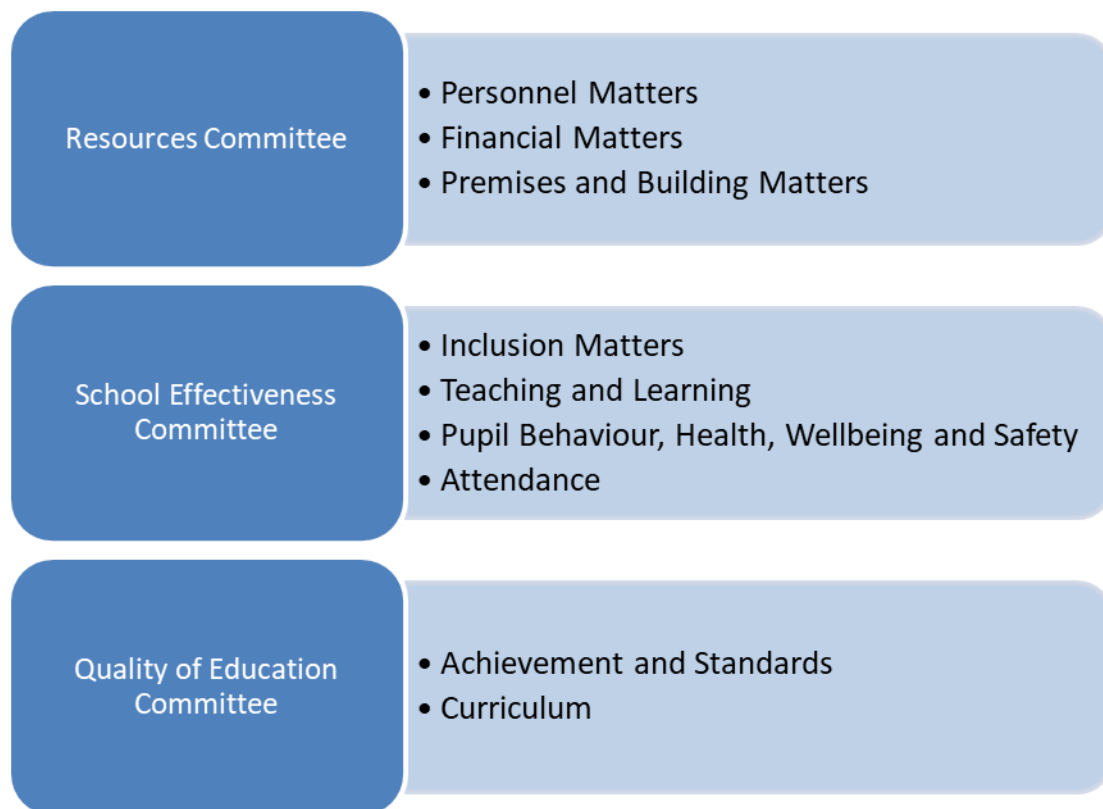 Resources Committee
• Personnel Matters
• Financial Matters
• Premises and Building Matters
School Effectiveness
Committee
• Inclusion Matters
• Teaching and Learning
• Pupil Behaviour, Health, Wellbeing and Safety
• Attendance
Quality of Education
Committee
• Achievement and Standards
• Curriculum